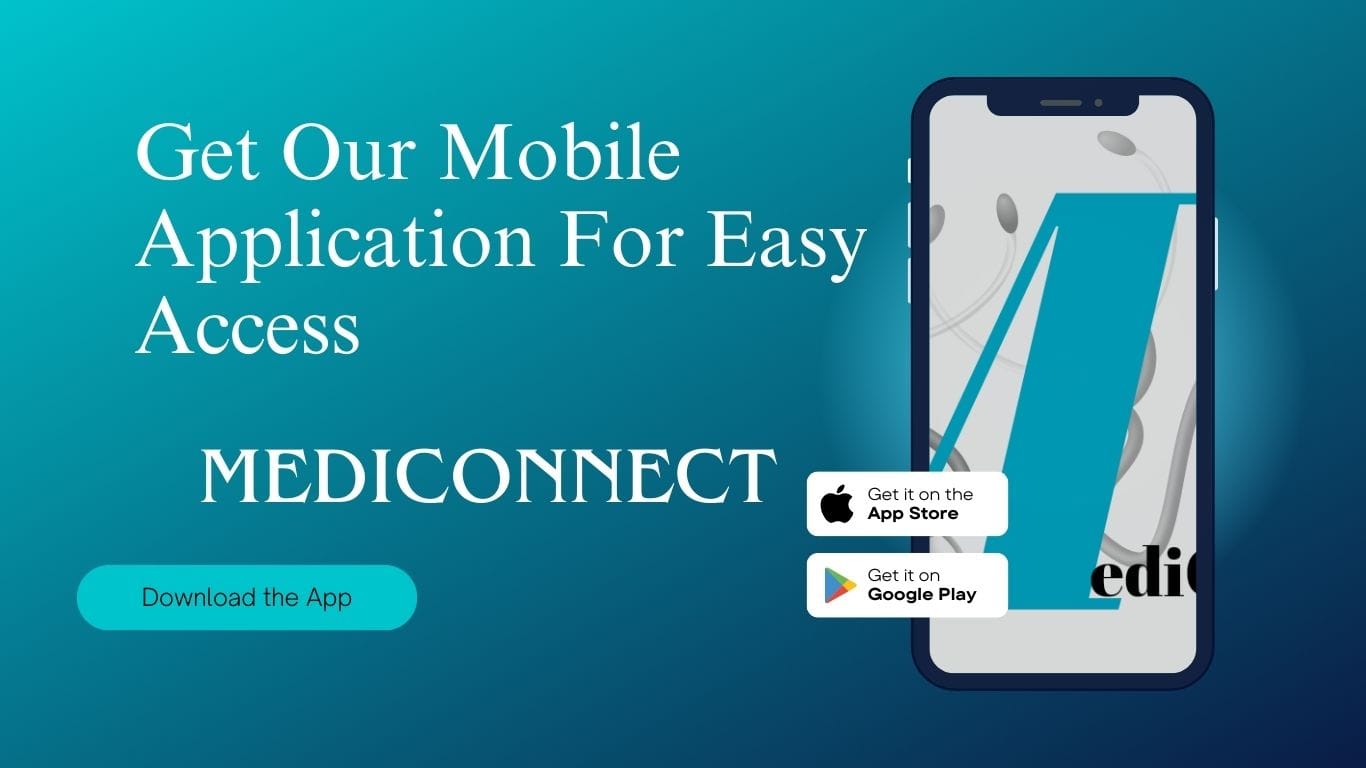 Get Our Mobile
Application For Easy
Access
MEDICONNECT
Download the App
Get it on the
App Store
Get it on
Google Play
edi